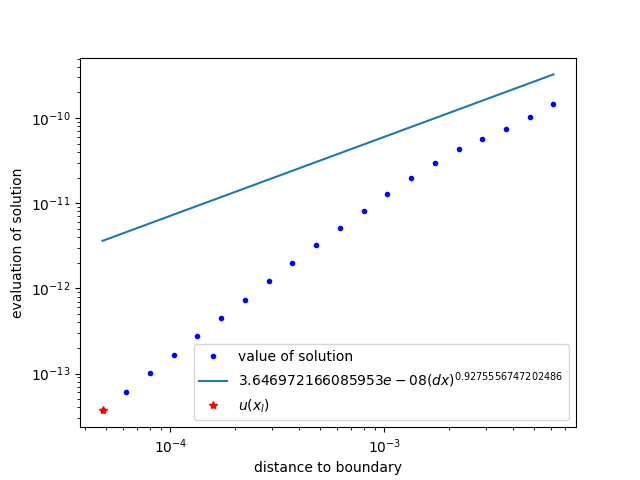 10⁻¹⁰
10⁻¹¹
10⁻¹²
10⁻¹³
evaluation of solution
value of solution
3.646972166085953e − 08(dx)^0.9275556747202486
u(x_l)
10⁻⁴
10⁻³
distance to boundary